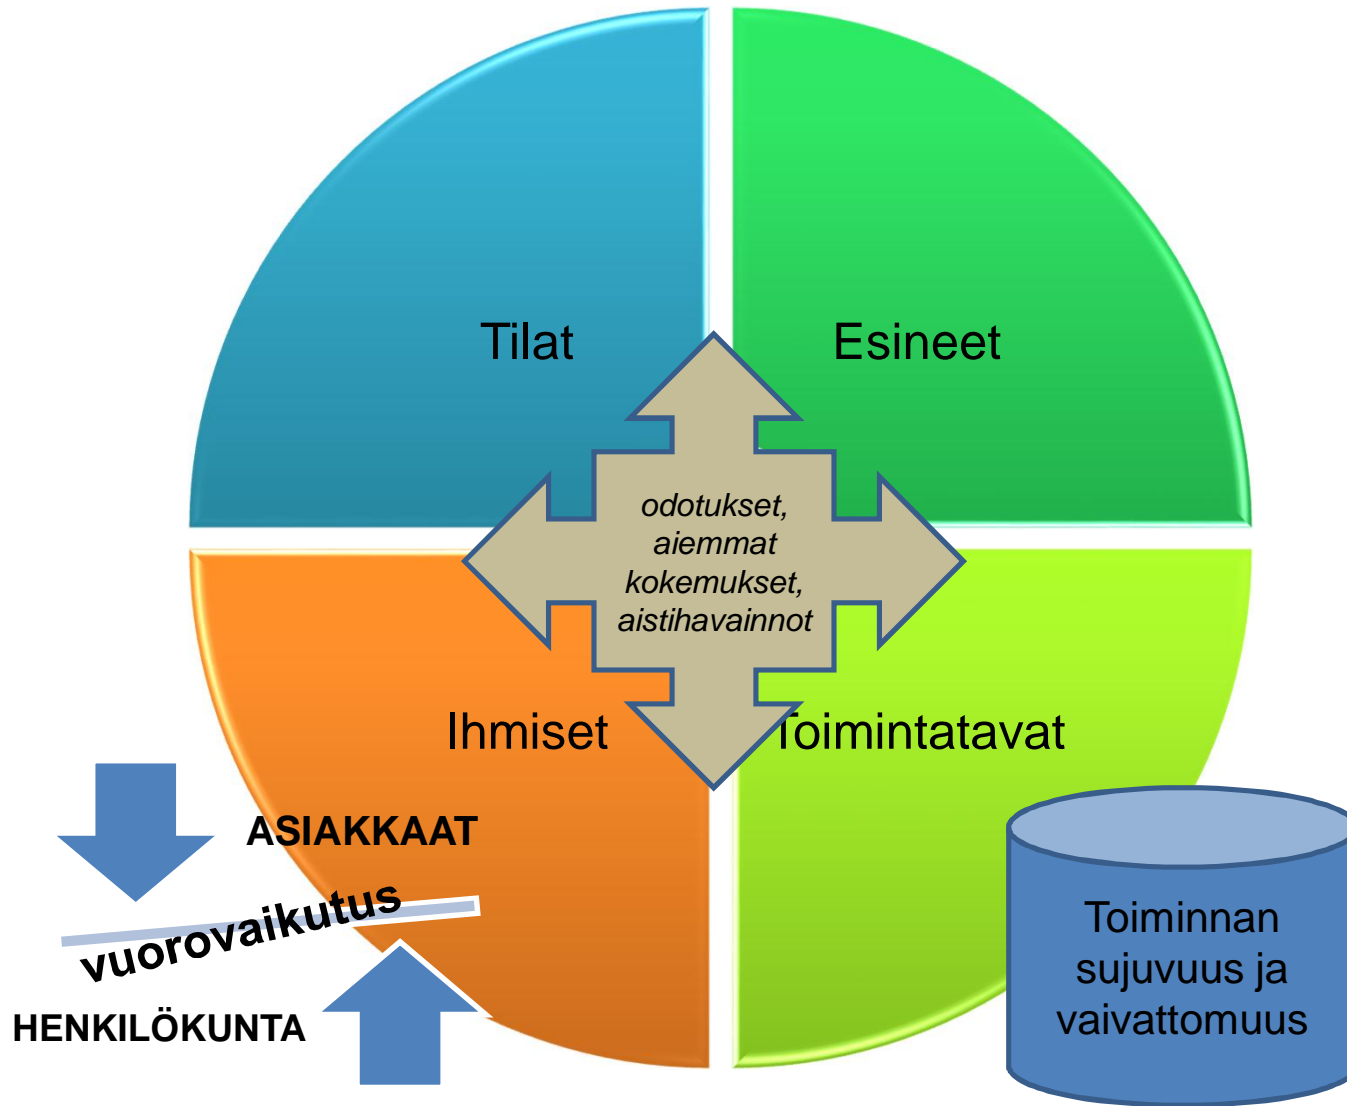 Tilat
Esineet
odotukset,
aiemmat
kokemukset,
aistihavainnot
Ihmiset
Toimintatavat
ASIAKKAAT
vuorovaikutus
HENKILÖKUNTA
Toiminnan
sujuvuus ja
vaivattomuus